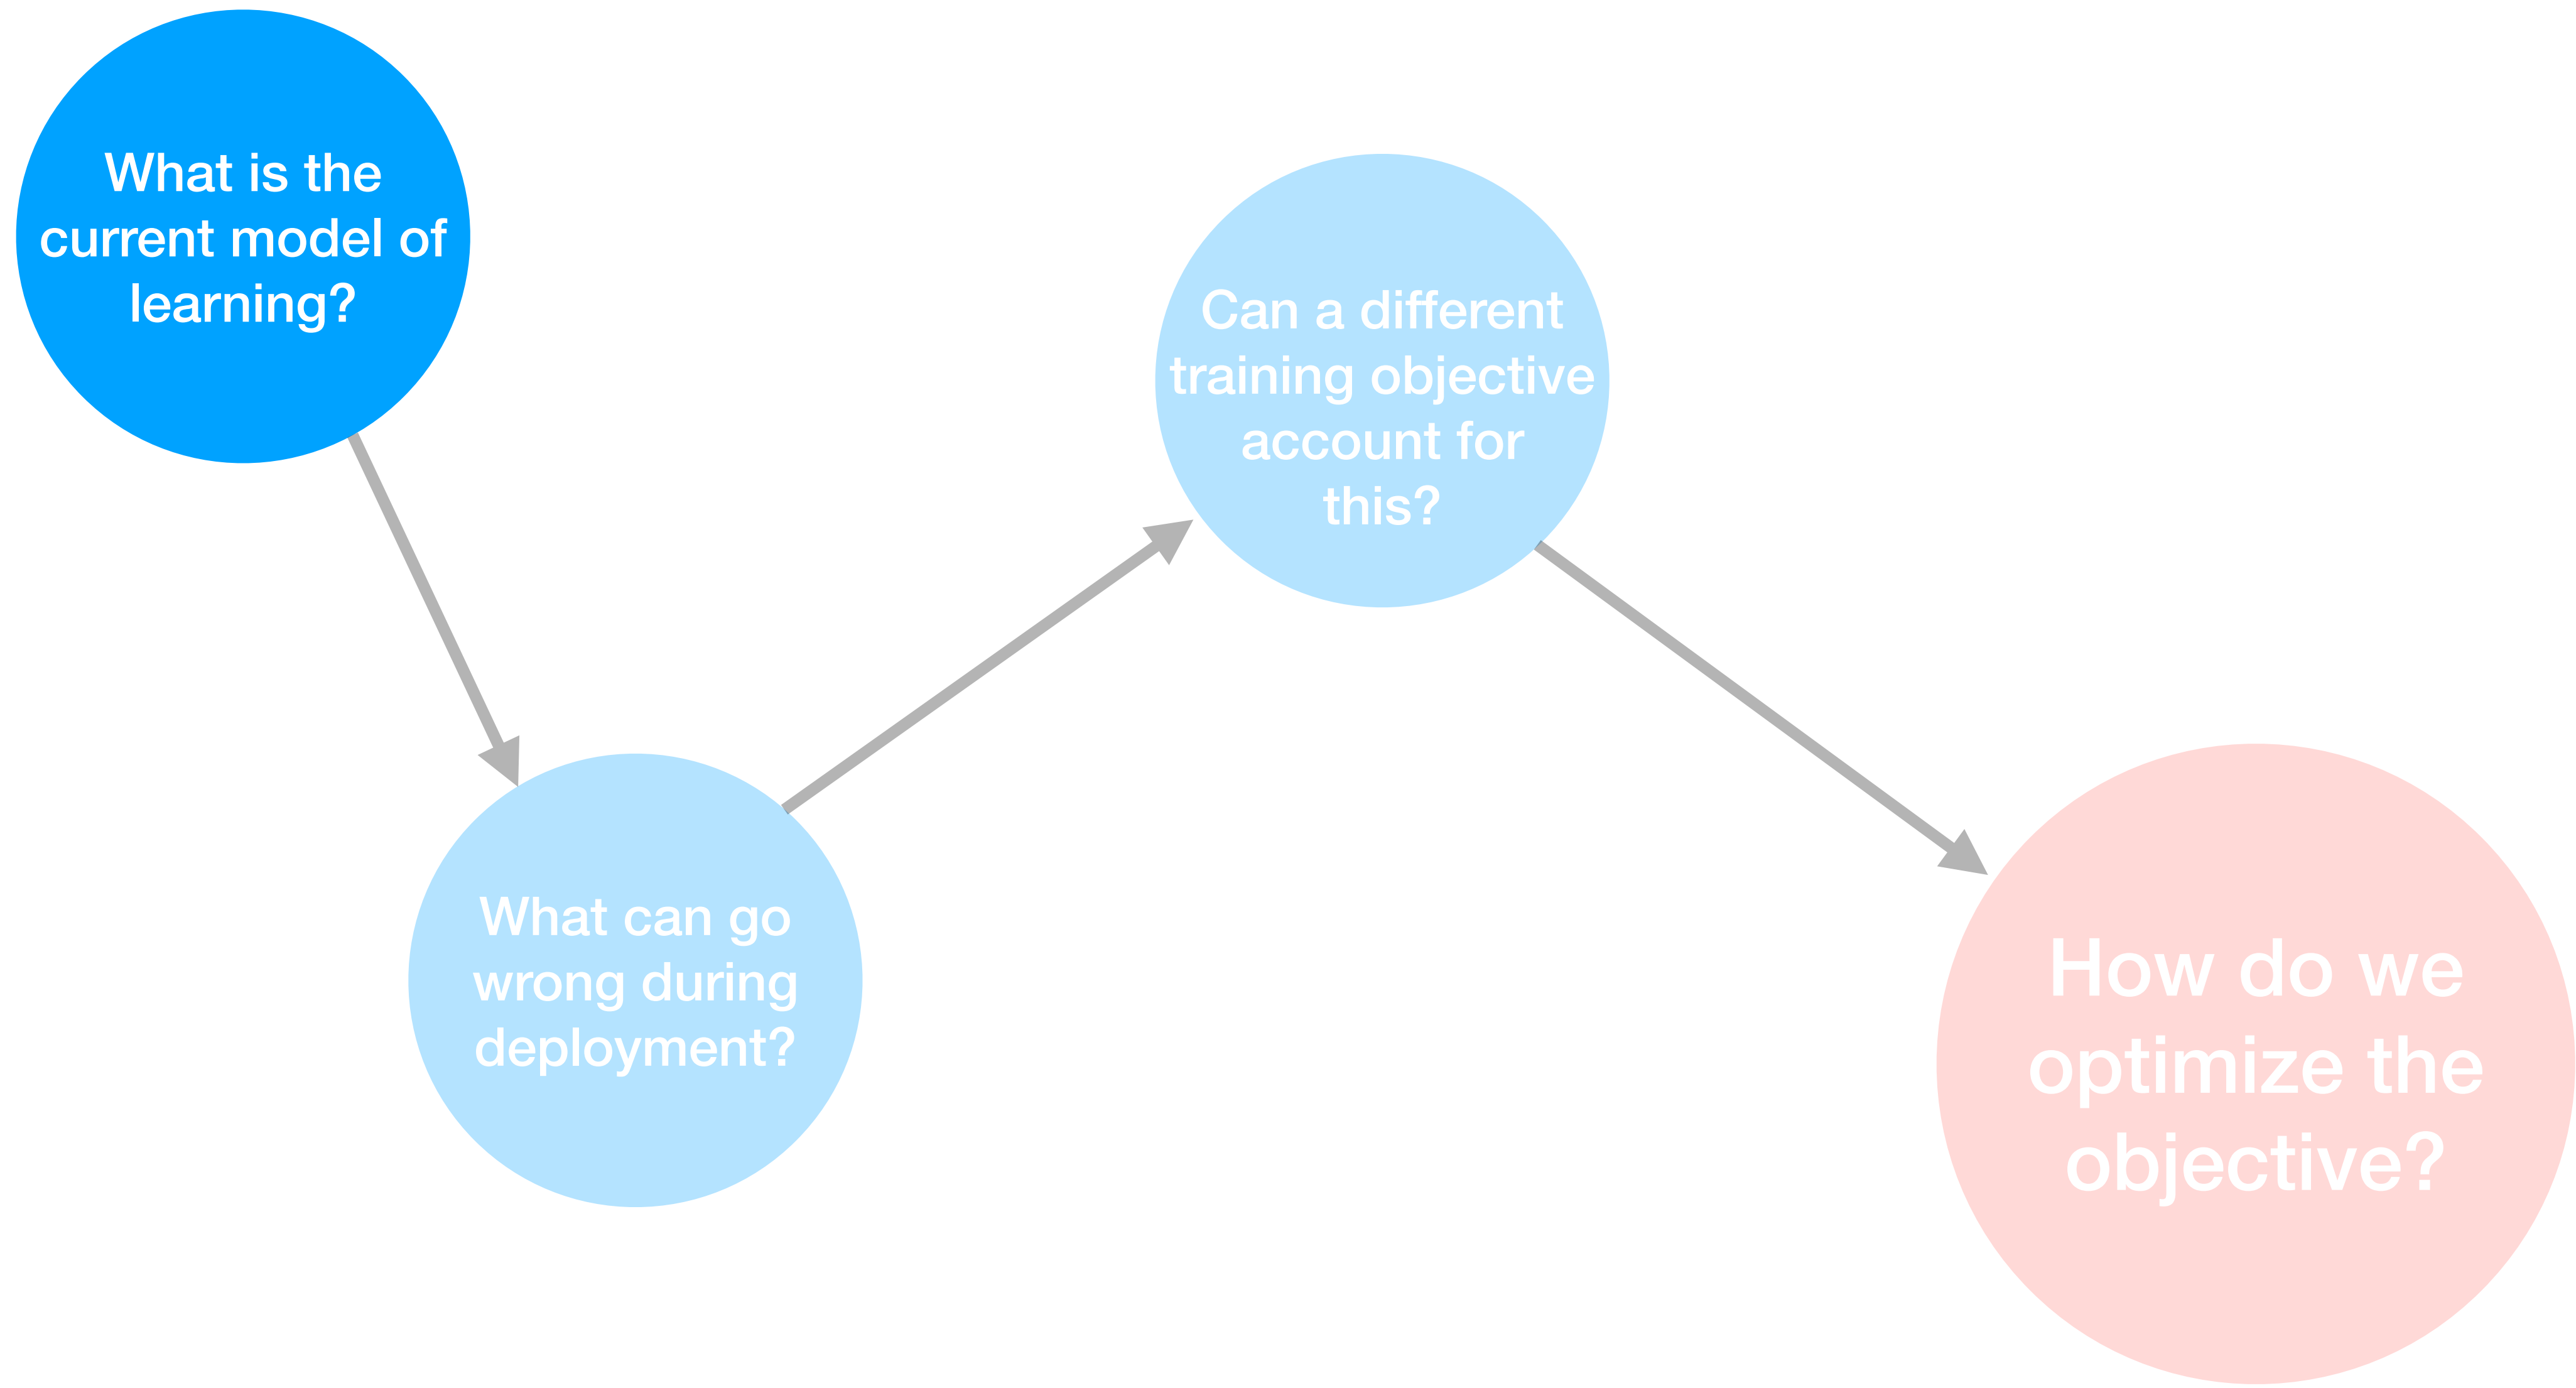 What is the
current model of
learning?
Can a different
training objective
account for
this?
What can go
wrong during
deployment?
How do we
optimize the
objective?